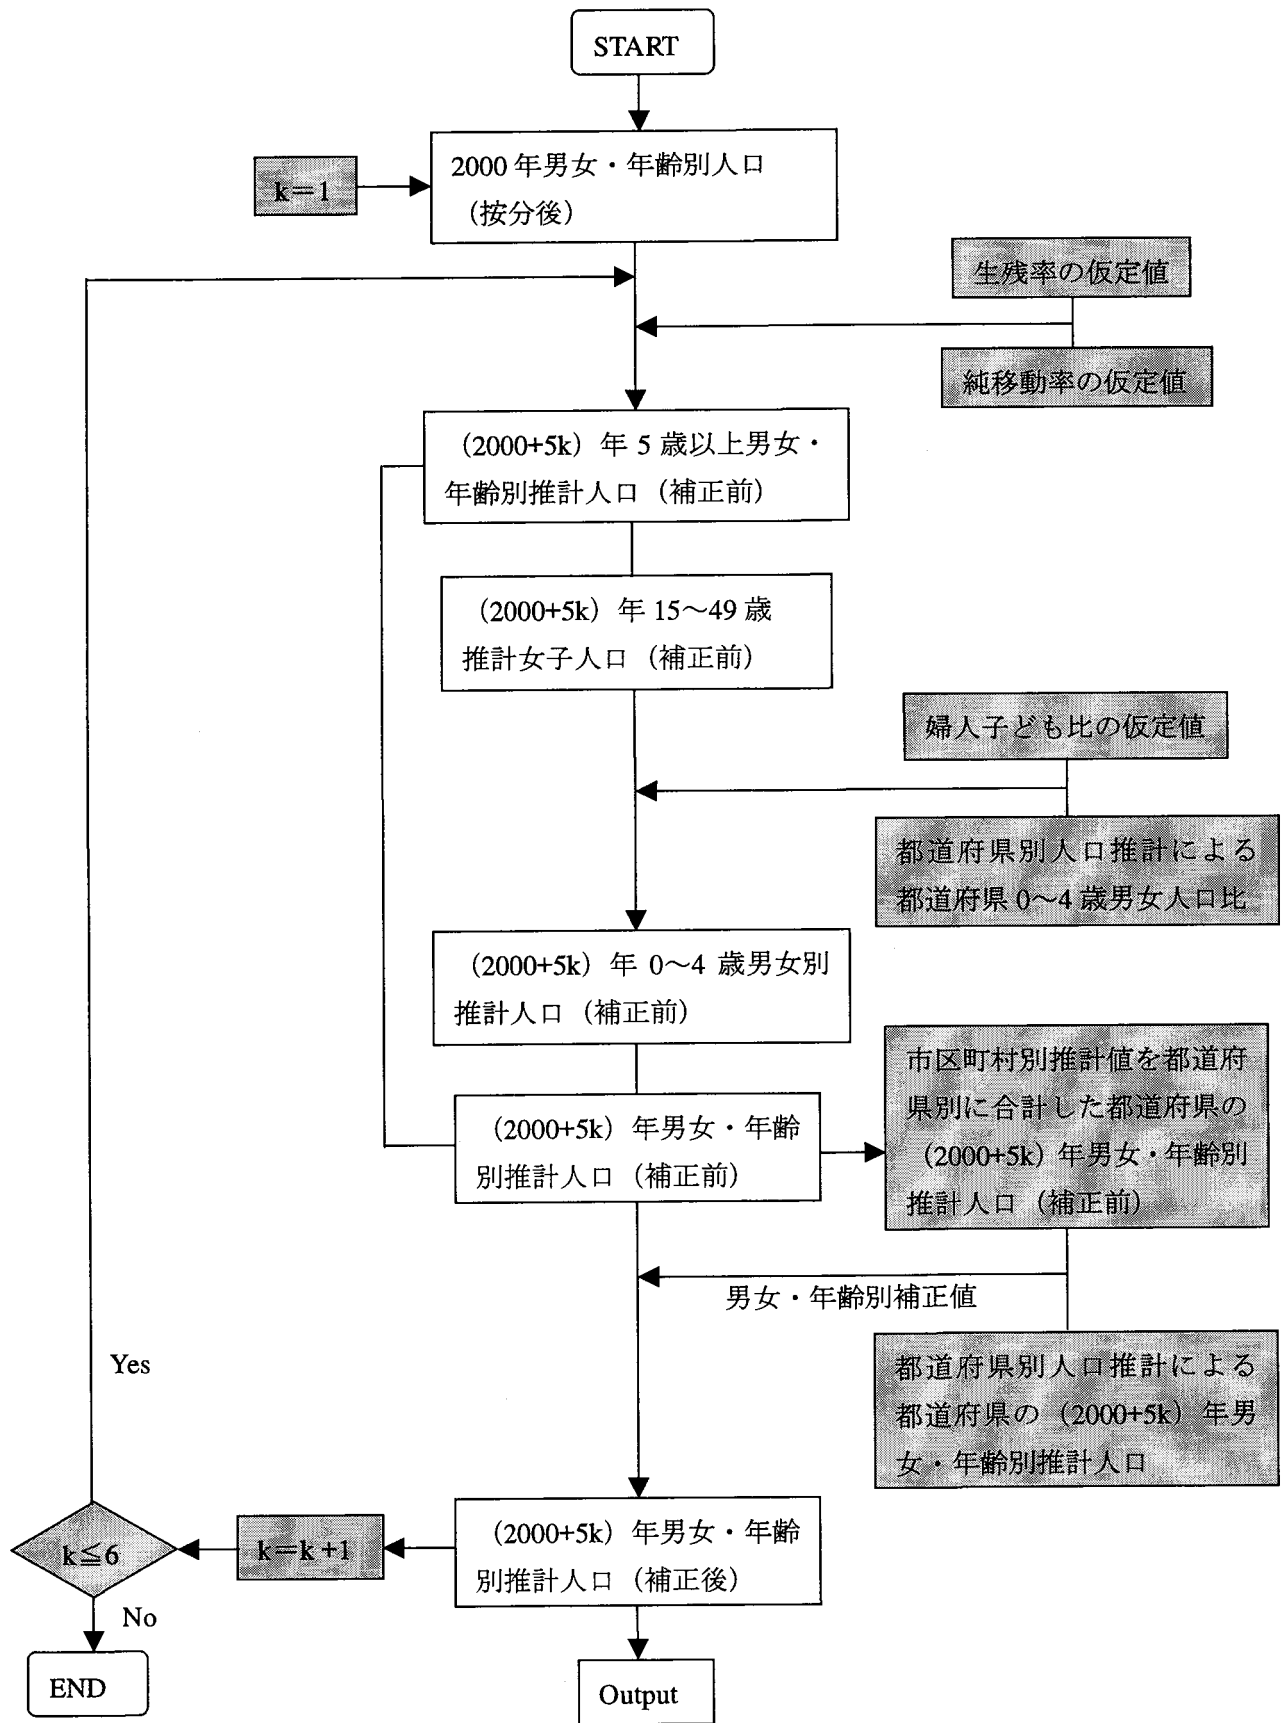 START
2000年男女・年齢別人口
（按分後）
k＝1
生残率の仮定値
純移動率の仮定値
（2000+5k）年5歳以上男女・
年齢別推計人口（補正前）
（2000+5k）年15～49歳
推計女子人口（補正前）
婦人子ども比の仮定値
都道府県別人口推計による
都道府県0～4歳男女人口比
（2000+5k）年 0～4 歳男女別
推計人口（補正前）
市区町村別推計値を都道府
県別に合計した都道府県の
（2000+5k）年男女・年齢別
推計人口（補正前）
（2000+5k）年男女・年齢
別推計人口（補正前）
男女・年齢別補正値
都道府県別人口推計による
都道府県の（2000+5k）年男
女・年齢別推計人口
Yes
（2000+5k）年男女・年齢
別推計人口（補正後）
k＝k+1
k≦6
No
END
Output